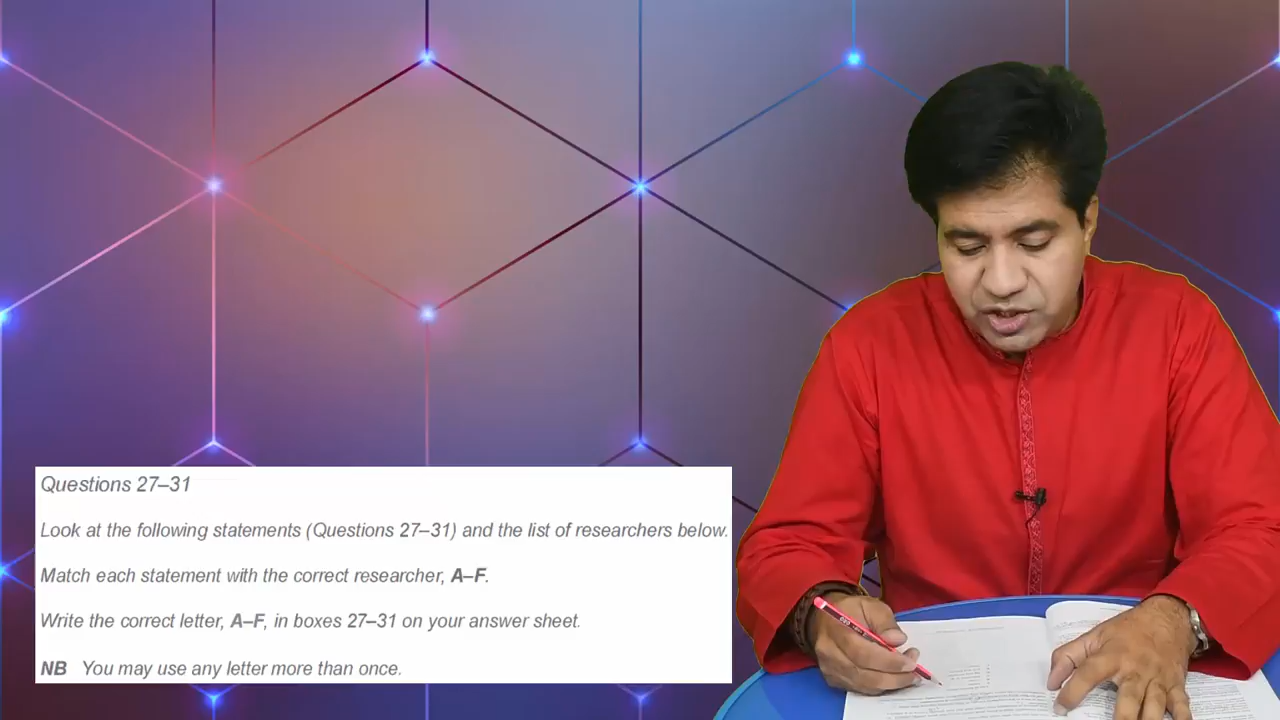 Questions 27–31
Look at the following statements (Questions 27–31) and the list of researchers below.
Match each statement with the correct researcher, A–F.
Write the correct letter, A–F, in boxes 27–31 on your answer sheet.
NB You may use any letter more than once.